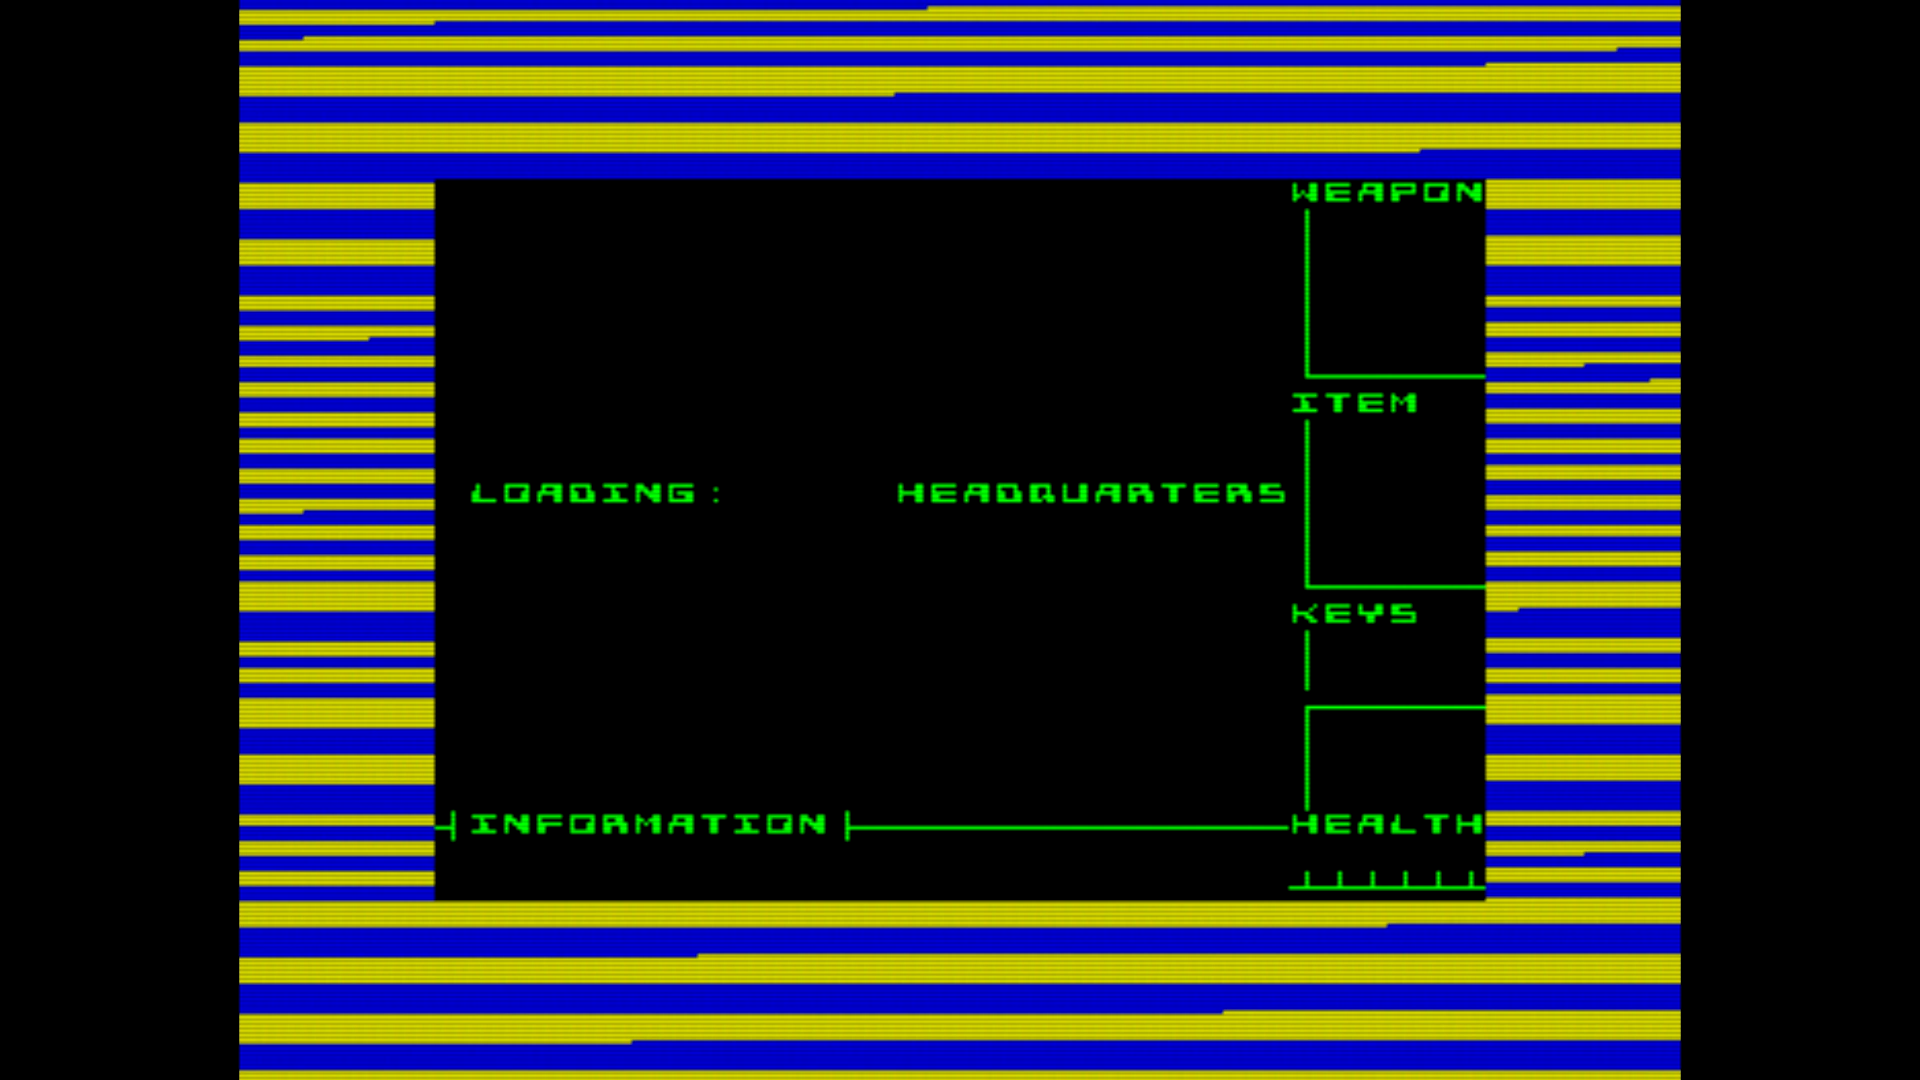 WEAPON
ITEM
LOADING : HEADQUARTERS
KEYS
INFORMATION
HEALTH